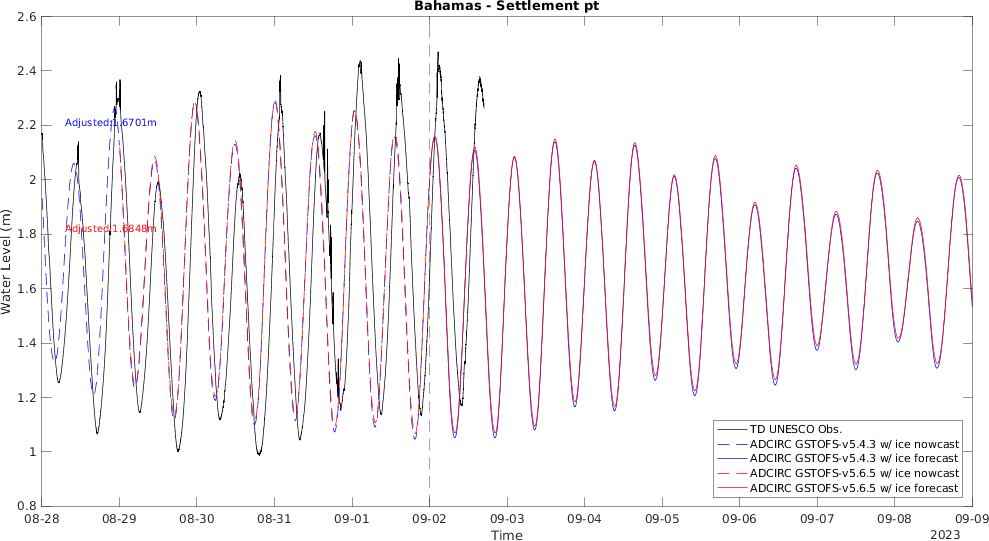 Bahamas - Settlement pt
2.6
2.4
2.2
2
1.8
1.6
1.4
1.2
1
0.8
Water Level (m)
Adjusted:1.6701m
Adjusted:1.6848m
TD UNESCO Obs.
ADCIRC GSTOFS-v5.4.3 w/ ice nowcast
ADCIRC GSTOFS-v5.4.3 w/ ice forecast
ADCIRC GSTOFS-v5.6.5 w/ ice nowcast
ADCIRC GSTOFS-v5.6.5 w/ ice forecast
08-28 08-29 08-30 08-31 09-01 09-02 09-03 09-04 09-05 09-06 09-07 09-08 09-09
Time
2023